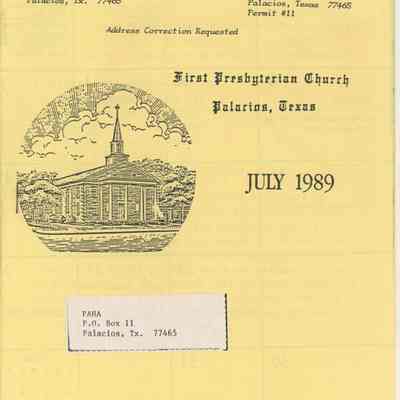 Palacios, Tx. 77465
Palacios, Texas 77465
Permit #11
Address Correction Requested
First Presbyterian Church
Palacios, Texas
JULY 1989
PAHA
P.O. Box 11
Palacios, Tx. 77465